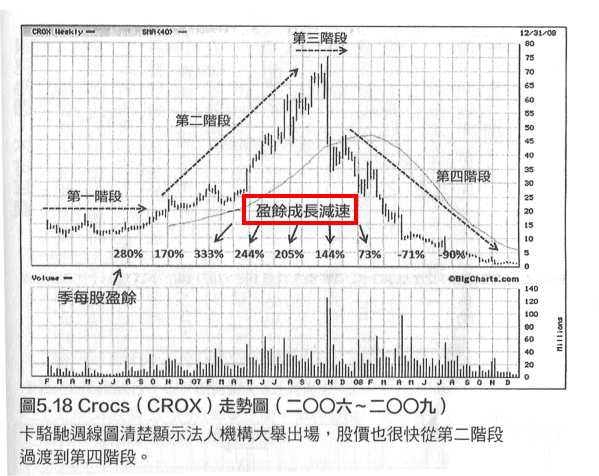 CROX Weekly — SMA(40) — 12/31/08
第三階段
第二階段
第一階段
第四階段
盈餘成長減速
280% 170% 333% 244% 205% 144% 73% -71% -90%
80
75
70
65
60
55
50
45
40
35
30
25
20
15
10
5
0
季每股盈餘
Volume —
©BigCharts.com
140
120
100
80
60
40
20
0
Millions
F M A M J J A S O N D 07 F M A M J J A S O N D 08 F M A M J J A S O N D
圖5.18 Crocs（CROX）走勢圖（二〇〇六～二〇〇九）
卡駱馳週線圖清楚顯示法人機構大舉出場，股價也很快從第二階段
過渡到第四階段。